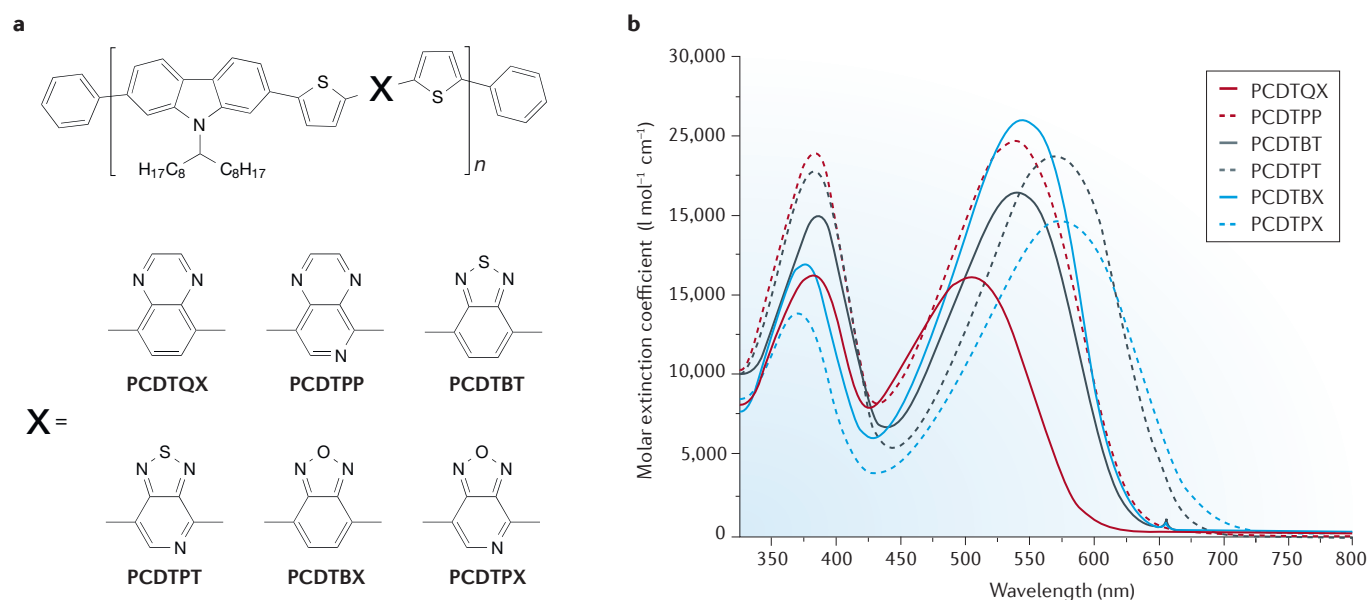 a
S
X
S
N
H17C8
C8H17
n
N
N
PCDTQX
N
N
N
PCDTPP
S
N
N
PCDTBT
X =
S
N
N
N
PCDTPT
O
N
N
PCDTBX
O
N
N
N
PCDTPX
b
Molar extinction coefficient (l mol–1 cm–1)
30,000
25,000
15,000
15,000
10,000
5,000
0
350
400
450
500
550
600
650
700
750
800
Wavelength (nm)
PCDTQX
PCDTPP
PCDTBT
PCDTPT
PCDTBX
PCDTPX